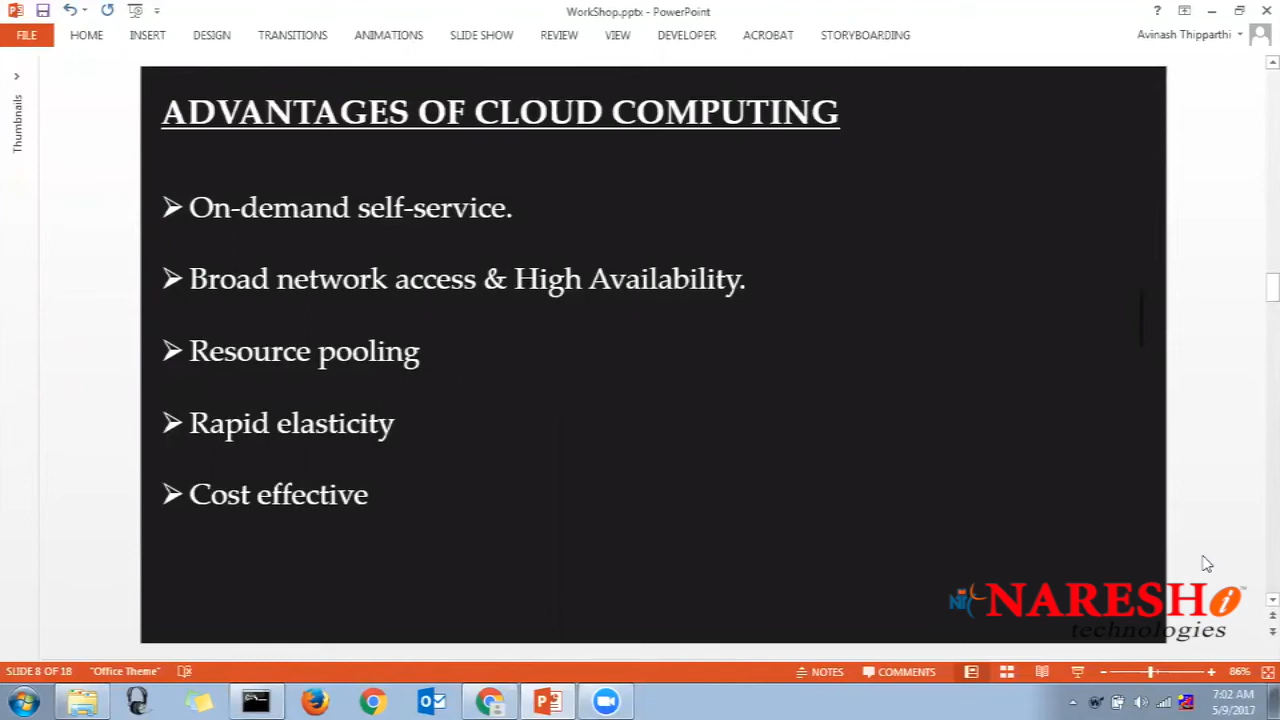 WorkShop.pptx - PowerPoint
?
FILE HOME INSERT DESIGN TRANSITIONS ANIMATIONS SLIDE SHOW REVIEW VIEW DEVELOPER ACROBAT STORYBOARDING Avinash Thipparthi
Thumbnails
ADVANTAGES OF CLOUD COMPUTING
➢ On-demand self-service.
➢ Broad network access & High Availability.
➢ Resource pooling
➢ Rapid elasticity
➢ Cost effective
NARESH i
technologies
SLIDE 8 OF 18 "Office Theme" NOTES COMMENTS 86%
7:02 AM
5/9/2017